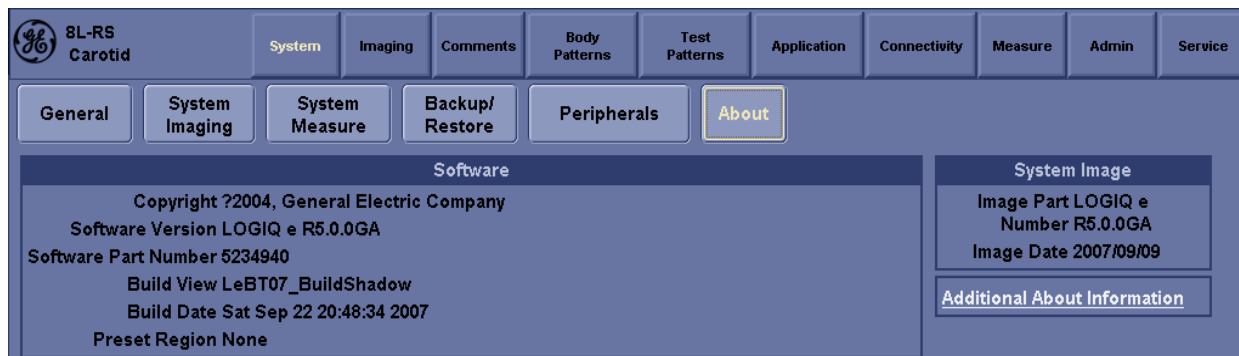 8L-RS
Carotid
System
Imaging
Comments
Body
Patterns
Test
Patterns
Application
Connectivity
Measure
Admin
Service
General
System
Imaging
System
Measure
Backup/
Restore
Peripherals
About
Software
Copyright ?2004, General Electric Company
Software Version LOGIQ e R5.0.0GA
Software Part Number 5234940
Build View LeBT07_BuildShadow
Build Date Sat Sep 22 20:48:34 2007
Preset Region None
System Image
Image Part LOGIQ e
Number R5.0.0GA
Image Date 2007/09/09
Additional About Information